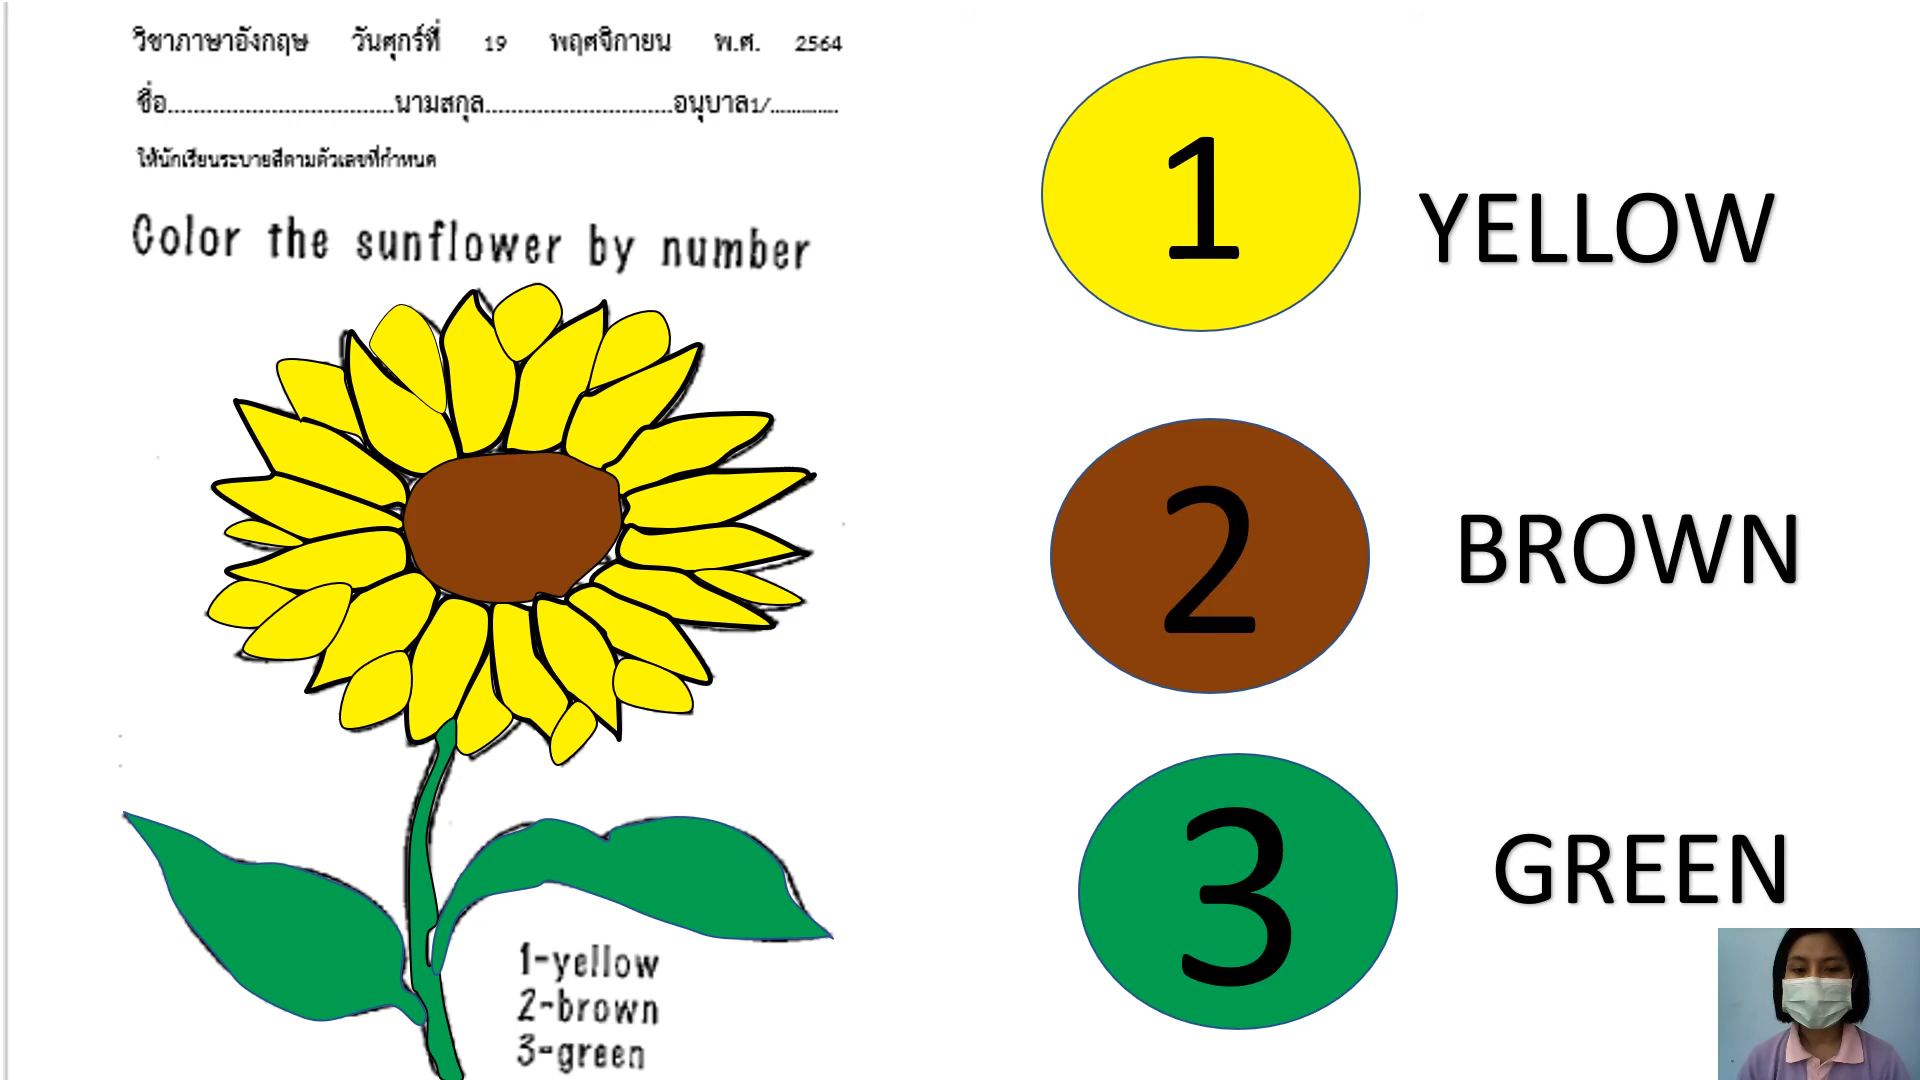 วิชาภาษาอังกฤษ วันศุกร์ที่ 19 พฤศจิกายน พ.ศ. 2564
ชื่อ....................................นามสกุล..............................อนุบาล1/..............
ให้นักเรียนระบายสีตามตัวเลขที่กำหนด
Color the sunflower by number
1-yellow
2-brown
3-green
1 YELLOW
2 BROWN
3 GREEN